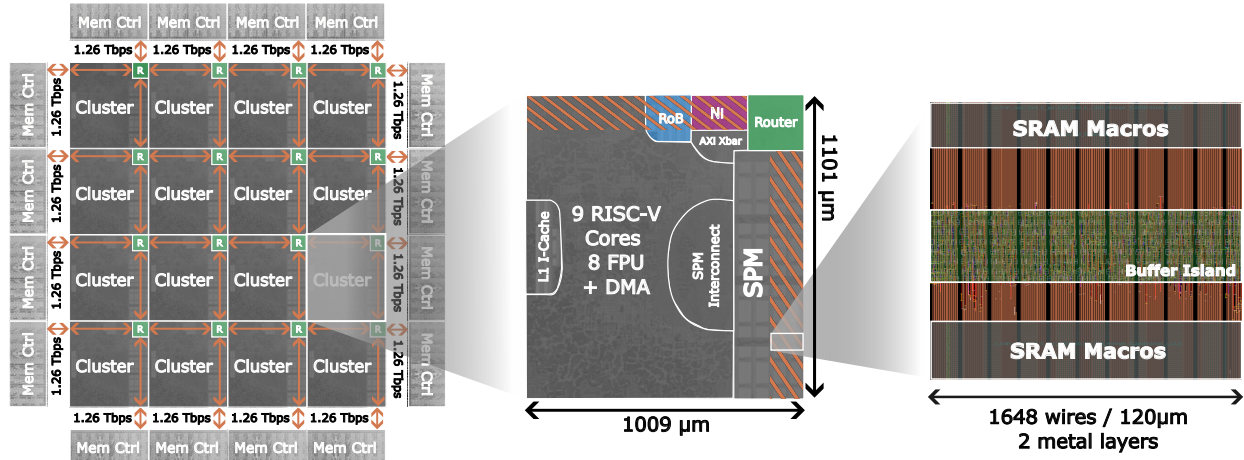 Mem Ctrl Mem Ctrl Mem Ctrl Mem Ctrl
1.26 Tbps 1.26 Tbps 1.26 Tbps 1.26 Tbps
Mem Ctrl 1.26 Tbps Cluster R Cluster R Cluster R Cluster R 1.26 Tbps Mem Ctrl
Mem Ctrl 1.26 Tbps Cluster R Cluster R Cluster R Cluster R 1.26 Tbps Mem Ctrl
Mem Ctrl 1.26 Tbps Cluster R Cluster R Cluster R Cluster R 1.26 Tbps Mem Ctrl
Mem Ctrl 1.26 Tbps Cluster R Cluster R Cluster R Cluster R 1.26 Tbps Mem Ctrl
1.26 Tbps 1.26 Tbps 1.26 Tbps 1.26 Tbps
Mem Ctrl Mem Ctrl Mem Ctrl Mem Ctrl
RoB
NI
Router
AXI Xbar
L1 I-Cache
9 RISC-V
Cores
8 FPU
+ DMA
SPM
Interconnect
SPM
1101 µm
1009 µm
SRAM Macros
Buffer Island
SRAM Macros
1648 wires / 120µm
2 metal layers